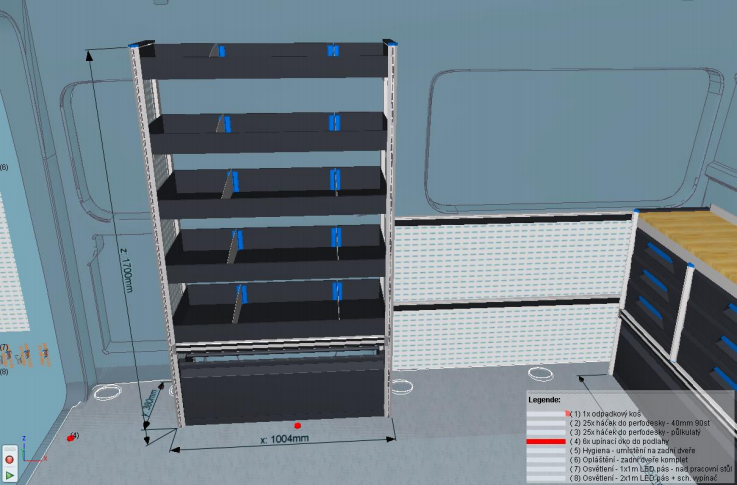 (6)
z: 1700mm
(7)
(8)
(4)
x: 1004mm
z
x
Legende:
( 1) 1x odpadkový koš
( 2) 25x háček do perfodesky - 40mm 90st
( 3) 25x háček do perfodesky - půlkulatý
( 4) 6x upínací oko do podlahy
( 5) Hygiena - umístění na zadní dveře
( 6) Opláštění - zadní dveře komplet
( 7) Osvětlení - 1x1m LED pás - nad pracovní stůl
( 8) Osvětlení - 2x1m LED pás + sch. vypínač